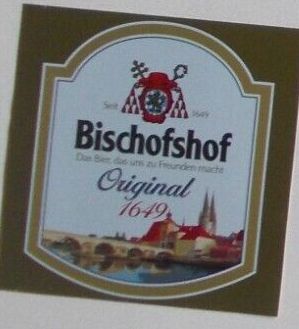 Seit 1649
Bischofshof
Das Bier, das uns zu Freunden macht
Original
1649